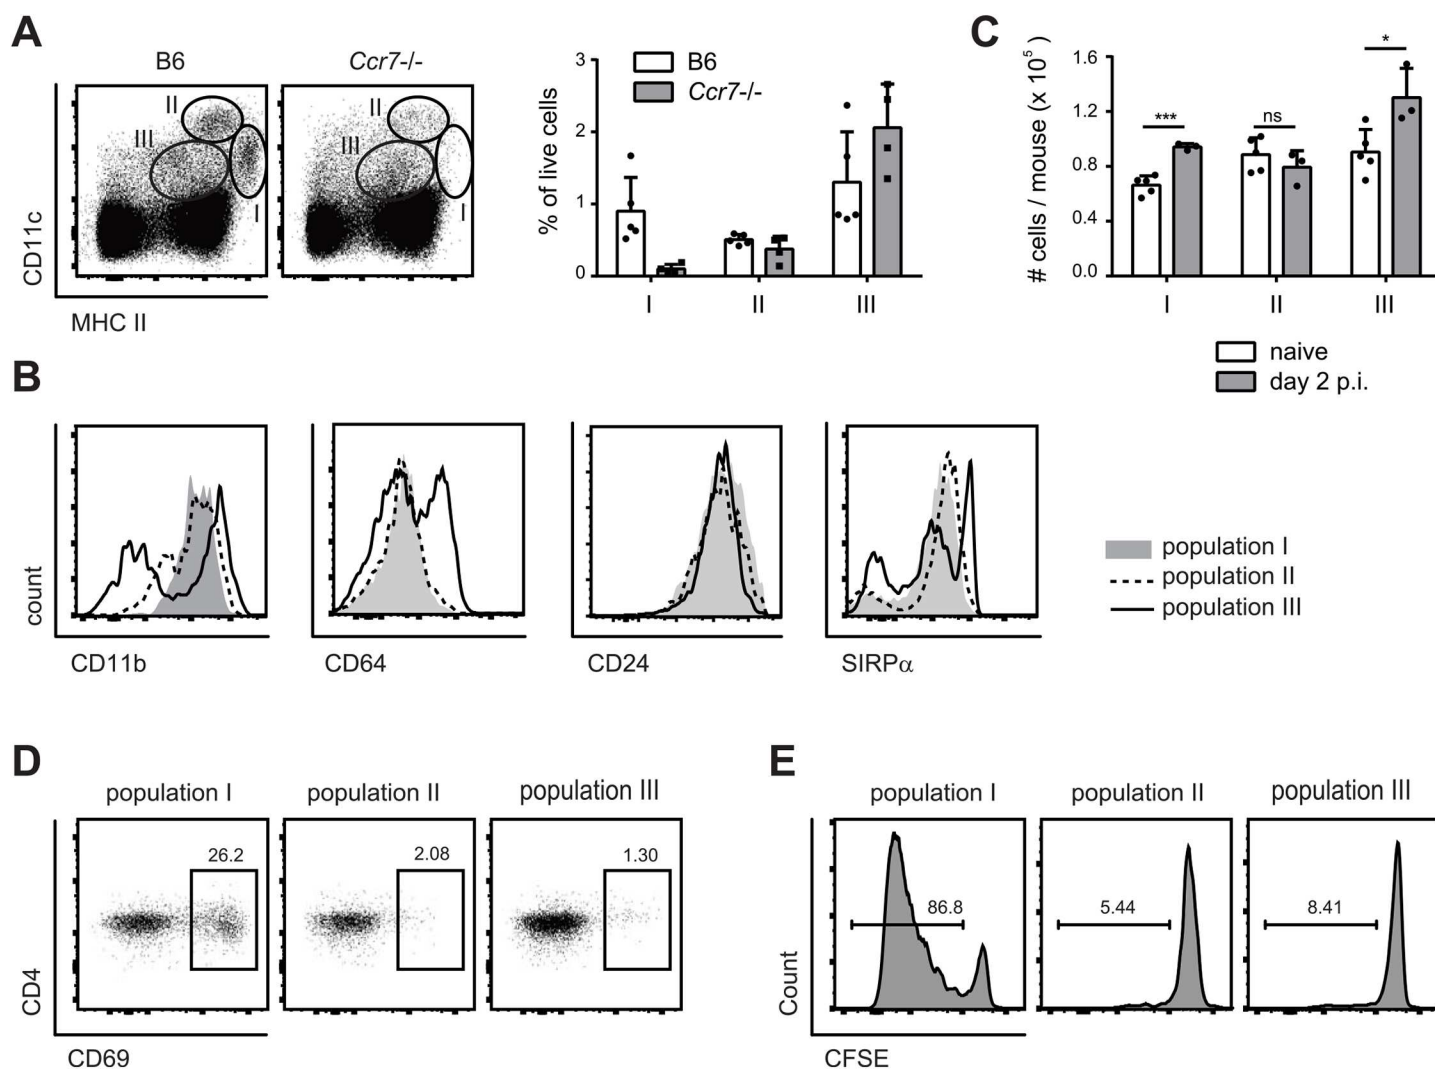 A
B6
Ccr7-/-
II
III
I
II
III
I
CD11c
MHC II
% of live cells
3
2
1
0
B6
Ccr7-/-
I
II
III
C
# cells / mouse (x 10⁵)
1.6
1.2
0.8
0.4
0.0
***
ns
*
I
II
III
naive
day 2 p.i.
B
count
CD11b
CD64
CD24
SIRPα
population I
population II
population III
D
population I
population II
population III
26.2
2.08
1.30
CD4
CD69
E
population I
population II
population III
86.8
5.44
8.41
Count
CFSE